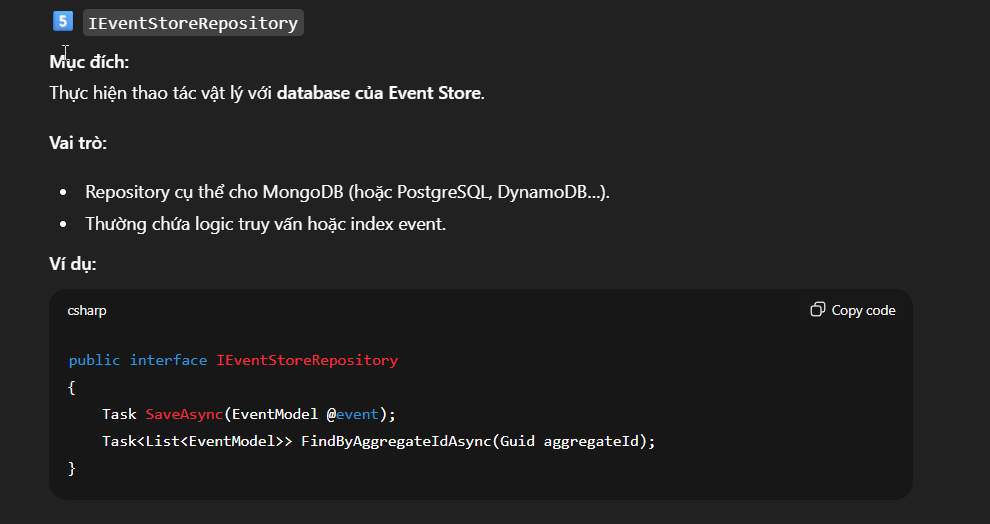 5 IEventStoreRepository
Mục đích:
Thực hiện thao tác vật lý với database của Event Store.
Vai trò:
• Repository cụ thể cho MongoDB (hoặc PostgreSQL, DynamoDB...).
• Thường chứa logic truy vấn hoặc index event.
Ví dụ:
csharp Copy code
public interface IEventStoreRepository
{
    Task SaveAsync(EventModel @event);
    Task<List<EventModel>> FindByAggregateIdAsync(Guid aggregateId);
}